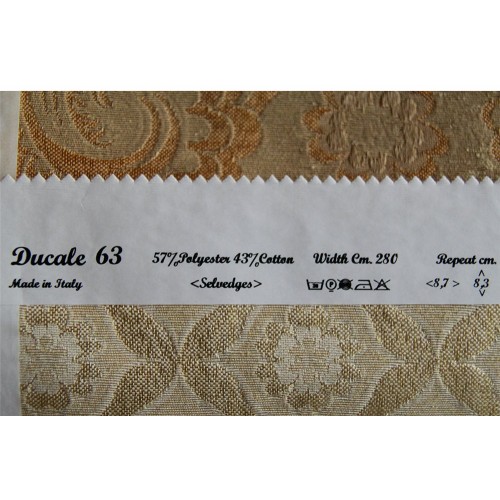 Ducale 63 57%Polyester 43%Cotton Width Cm. 280 Repeat cm.
Made in Italy <Selvedges> <8,7> 8,3